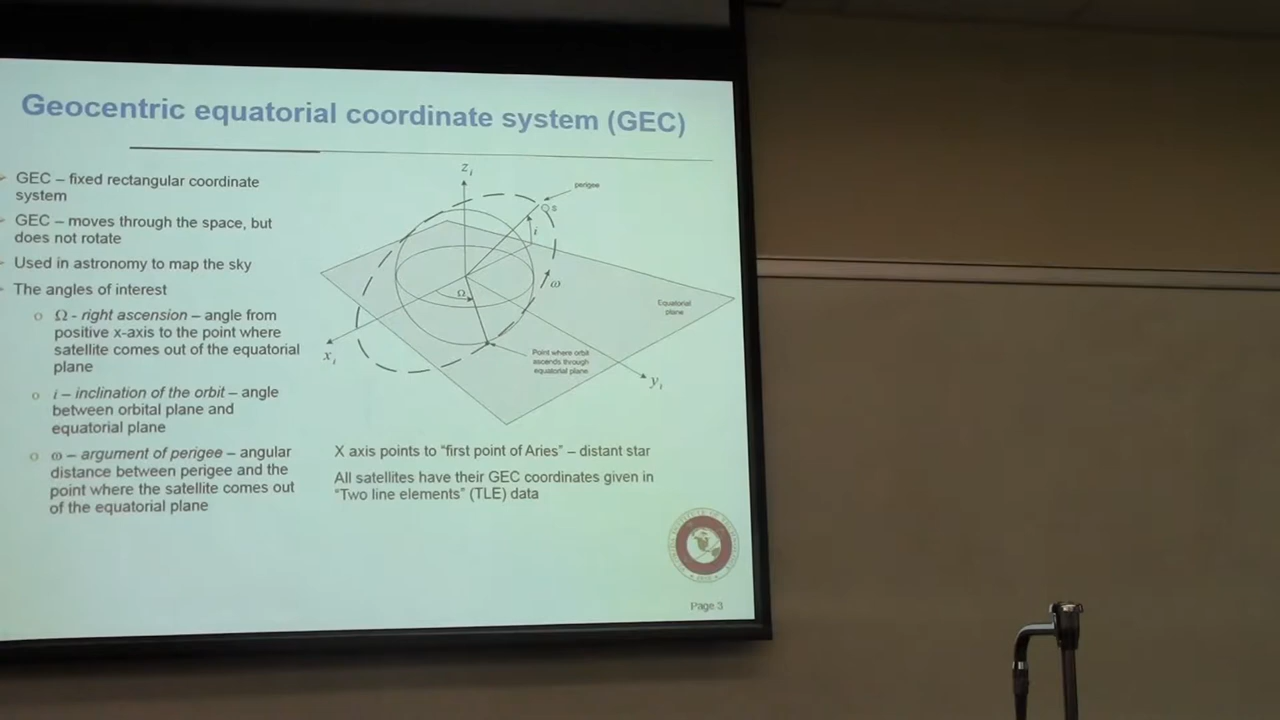 Geocentric equatorial coordinate system (GEC)
GEC – fixed rectangular coordinate
system
GEC – moves through the space, but
does not rotate
Used in astronomy to map the sky
The angles of interest
o Ω - right ascension – angle from
positive x-axis to the point where
satellite comes out of the equatorial
plane
o i – inclination of the orbit – angle
between orbital plane and
equatorial plane
o ω – argument of perigee – angular
distance between perigee and the
point where the satellite comes out
of the equatorial plane
zi
perigee
s
i
ω
Ω
Equatorial
plane
xi
Point where orbit
ascends through
equatorial plane
yi
X axis points to “first point of Aries” – distant star
All satellites have their GEC coordinates given in
“Two line elements” (TLE) data
Page 3